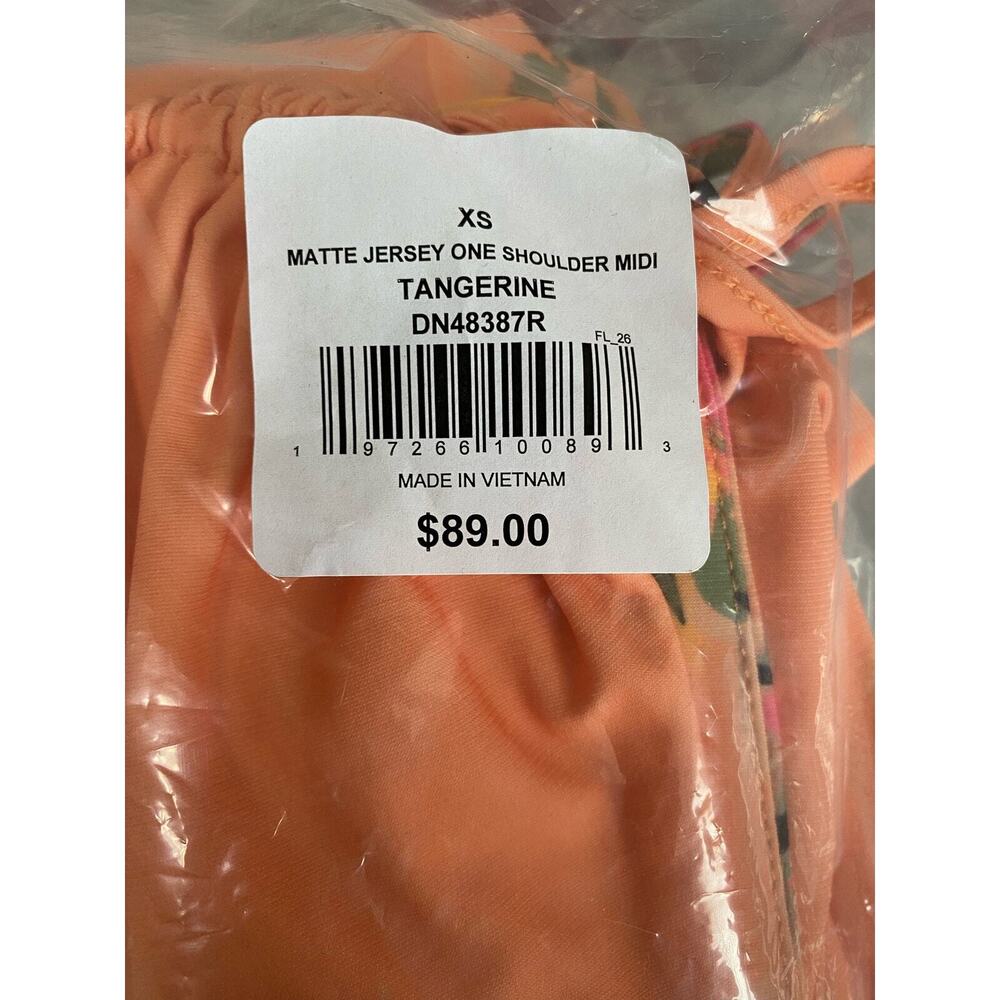 XS
MATTE JERSEY ONE SHOULDER MIDI
TANGERINE
DN48387R
FL_26
1 97266 10089 3
MADE IN VIETNAM
$89.00